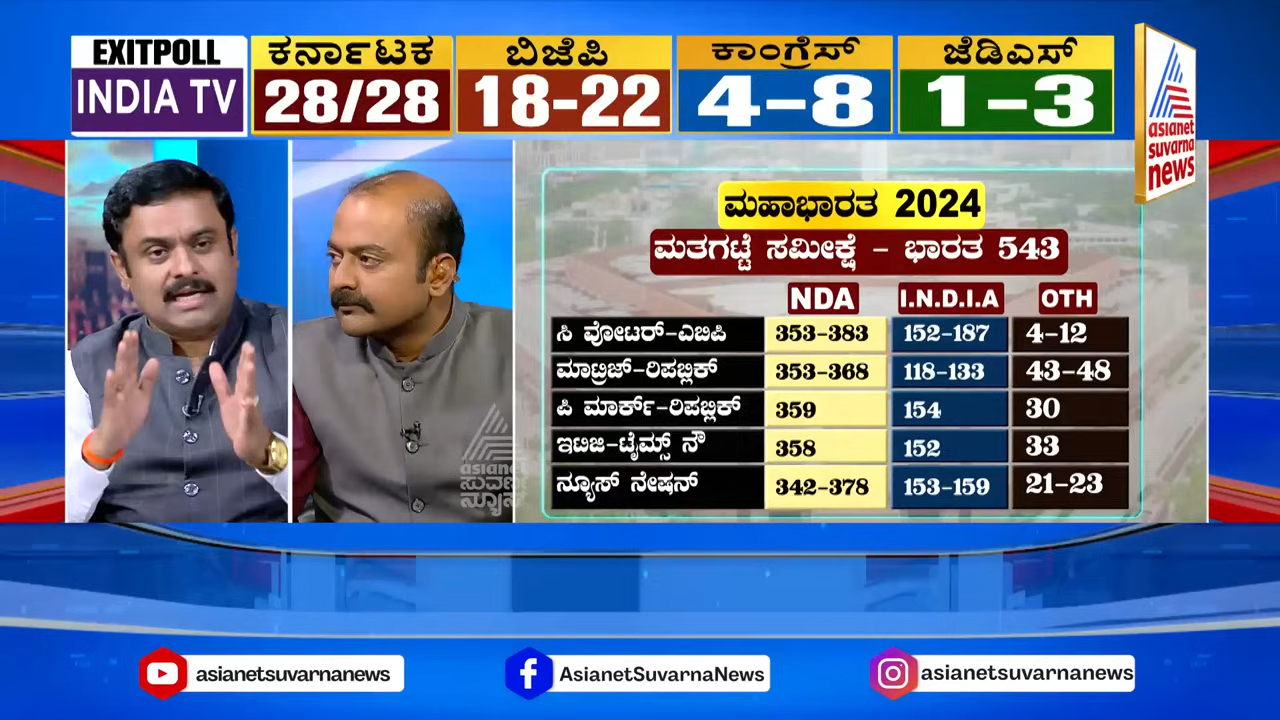 EXITPOLL
INDIA TV
ಕರ್ನಾಟಕ
28/28
ಬಿಜೆಪಿ
18-22
ಕಾಂಗ್ರೆಸ್
4-8
ಜೆಡಿಎಸ್
1-3
asianet
suvarna
news
ಮಹಾಭಾರತ 2024
ಮತಗಟ್ಟೆ ಸಮೀಕ್ಷೆ - ಭಾರತ 543
NDA I.N.D.I.A OTH
ಸಿ ವೋಟರ್-ಎಬಿಪಿ 353-383 152-187 4-12
ಮಾಟ್ರಿಜ್-ರಿಪಬ್ಲಿಕ್ 353-368 118-133 43-48
ಪಿ ಮಾರ್ಕ್-ರಿಪಬ್ಲಿಕ್ 359 154 30
ಇಟಿಜಿ-ಟೈಮ್ಸ್ ನೌ 358 152 33
ನ್ಯೂಸ್ ನೇಷನ್ 342-378 153-159 21-23
asianet
ಸುವರ್ಣ
ನ್ಯೂಸ್
asianetsuvarnanews
AsianetSuvarnaNews
asianetsuvarnanews